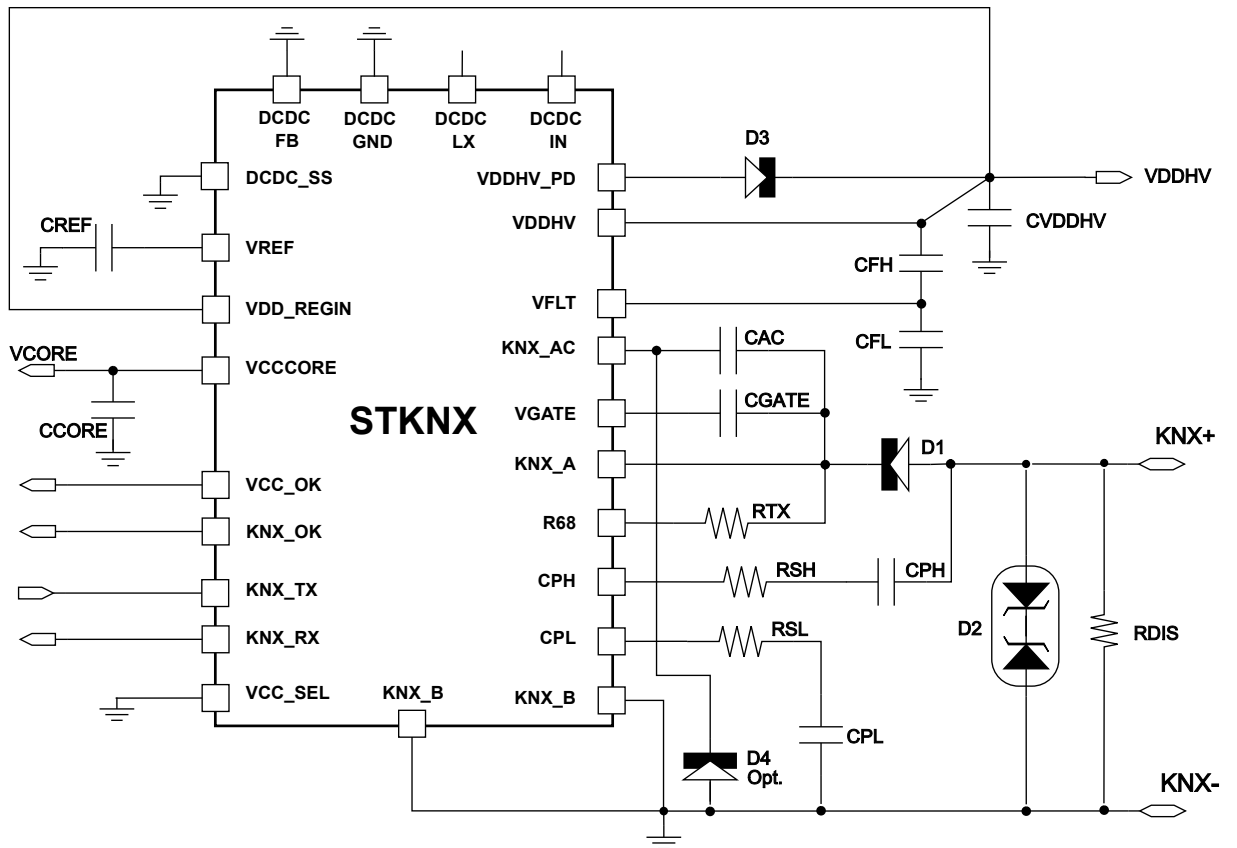 DCDC
FB
DCDC
GND
DCDC
LX
DCDC
IN
DCDC_SS
CREF
VREF
VDD_REGIN
VCORE
VCCCORE
CCORE
STKNX
VCC_OK
KNX_OK
KNX_TX
KNX_RX
VCC_SEL
KNX_B
VDDHV_PD
D3
VDDHV
VDDHV
CVDDHV
CFH
VFLT
CFL
KNX_AC
CAC
VGATE
CGATE
KNX_A
D1
KNX+
R68
RTX
CPH
RSH
CPH
CPL
RSL
D2
RDIS
KNX_B
CPL
D4
Opt.
KNX-